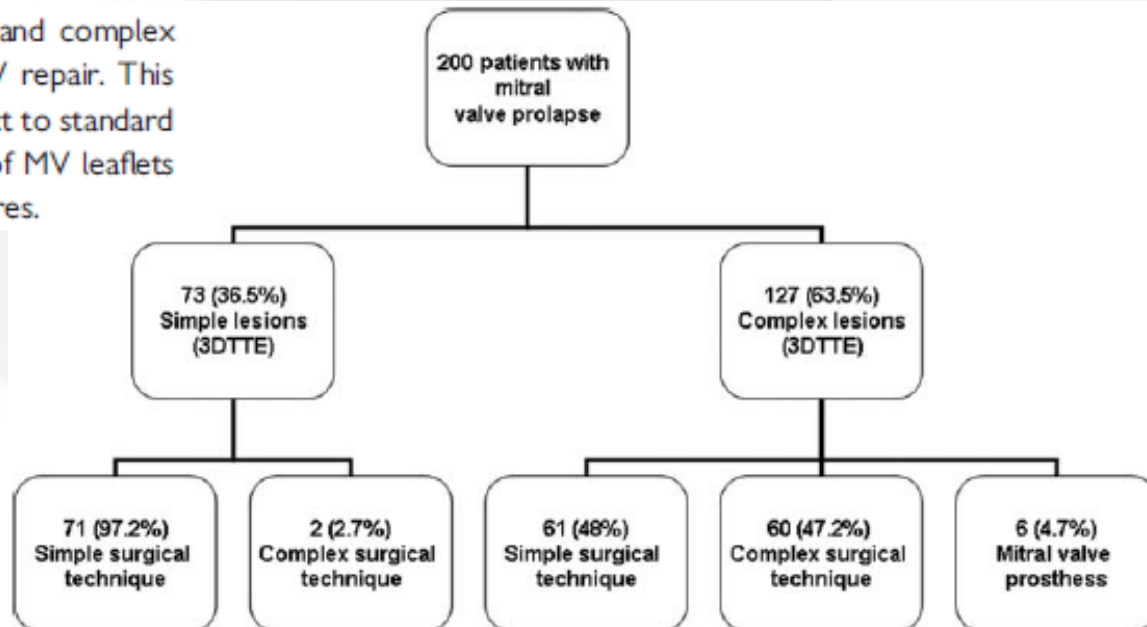 and complex
repair. This
to standard
of MV leaflets
200 patients with
mitral
valve prolapse
73 (36.5%)
Simple lesions
(3DTTE)
127 (63.5%)
Complex lesions
(3DTTE)
71 (97.2%)
Simple surgical
technique
2 (2.7%)
Complex surgical
technique
61 (48%)
Simple surgical
technique
60 (47.2%)
Complex surgical
technique
6 (4.7%)
Mitral valve
prosthess